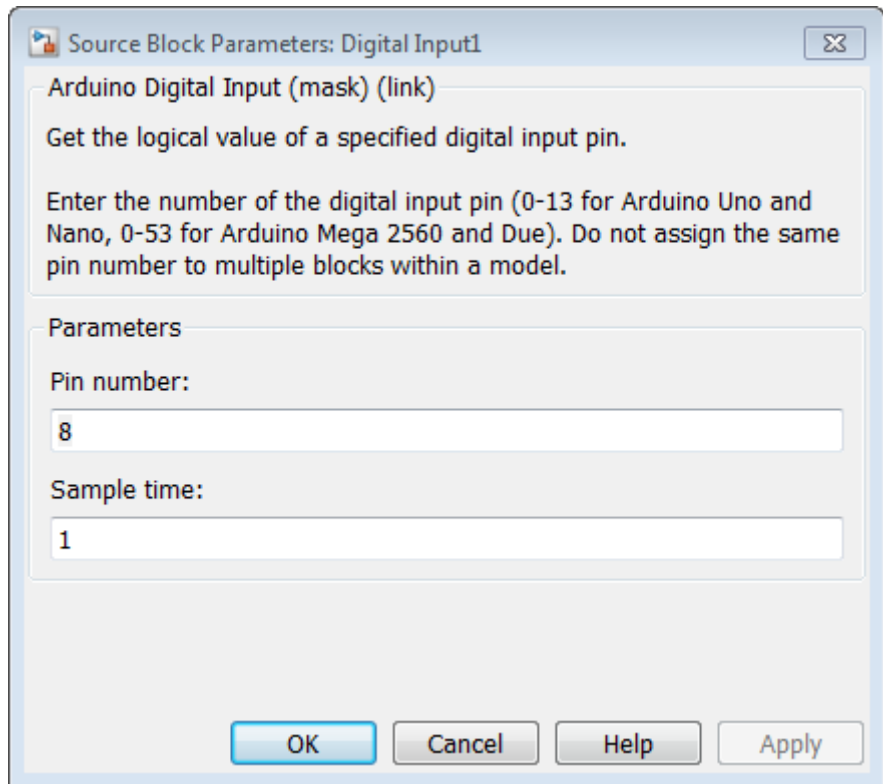 Source Block Parameters: Digital Input1
Arduino Digital Input (mask) (link)
Get the logical value of a specified digital input pin.
Enter the number of the digital input pin (0-13 for Arduino Uno and
Nano, 0-53 for Arduino Mega 2560 and Due). Do not assign the same
pin number to multiple blocks within a model.
Parameters
Pin number:
8
Sample time:
1
OK Cancel Help Apply